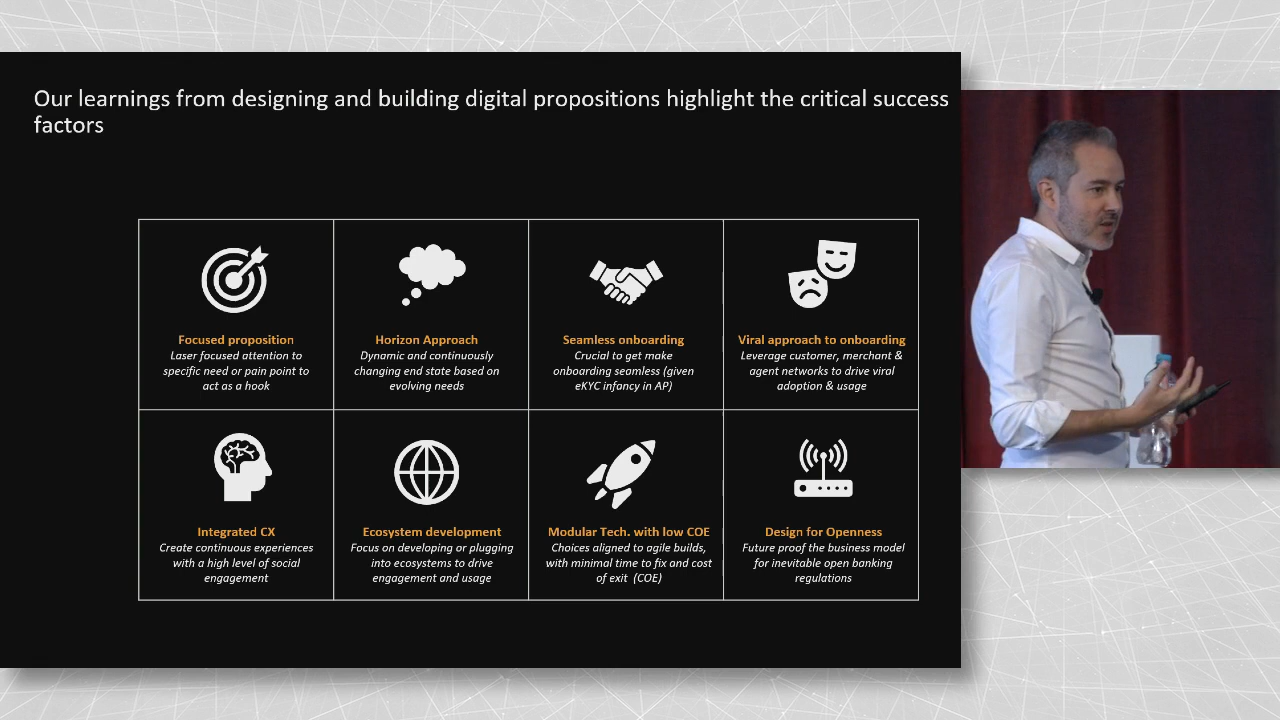 Our learnings from designing and building digital propositions highlight the critical success
factors
Focused proposition
Laser focused attention to
specific need or pain point to
act as a hook
Horizon Approach
Dynamic and continuously
changing end state based on
evolving needs
Seamless onboarding
Crucial to get make
onboarding seamless (given
eKYC infancy in AP)
Viral approach to onboarding
Leverage customer, merchant &
agent networks to drive viral
adoption & usage
Integrated CX
Create continuous experiences
with a high level of social
engagement
Ecosystem development
Focus on developing or plugging
into ecosystems to drive
engagement and usage
Modular Tech. with low COE
Choices aligned to agile builds,
with minimal time to fix and cost
of exit (COE)
Design for Openness
Future proof the business model
for inevitable open banking
regulations